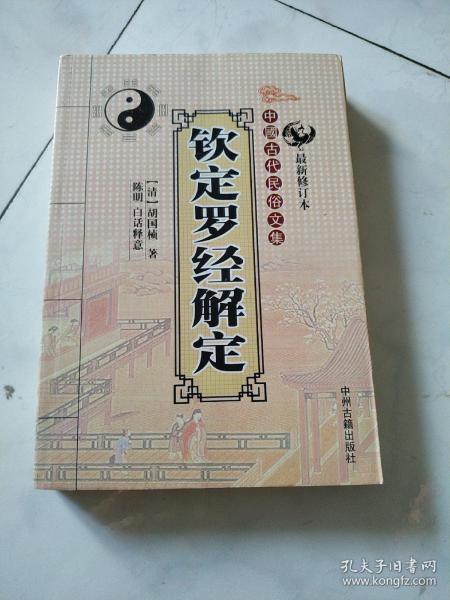 中國古代民俗文集
最新修订本
钦定罗经解定
【清】胡国桢 著
陈明 白话释意
中州古籍出版社
孔夫子旧书网
www.kongfz.com